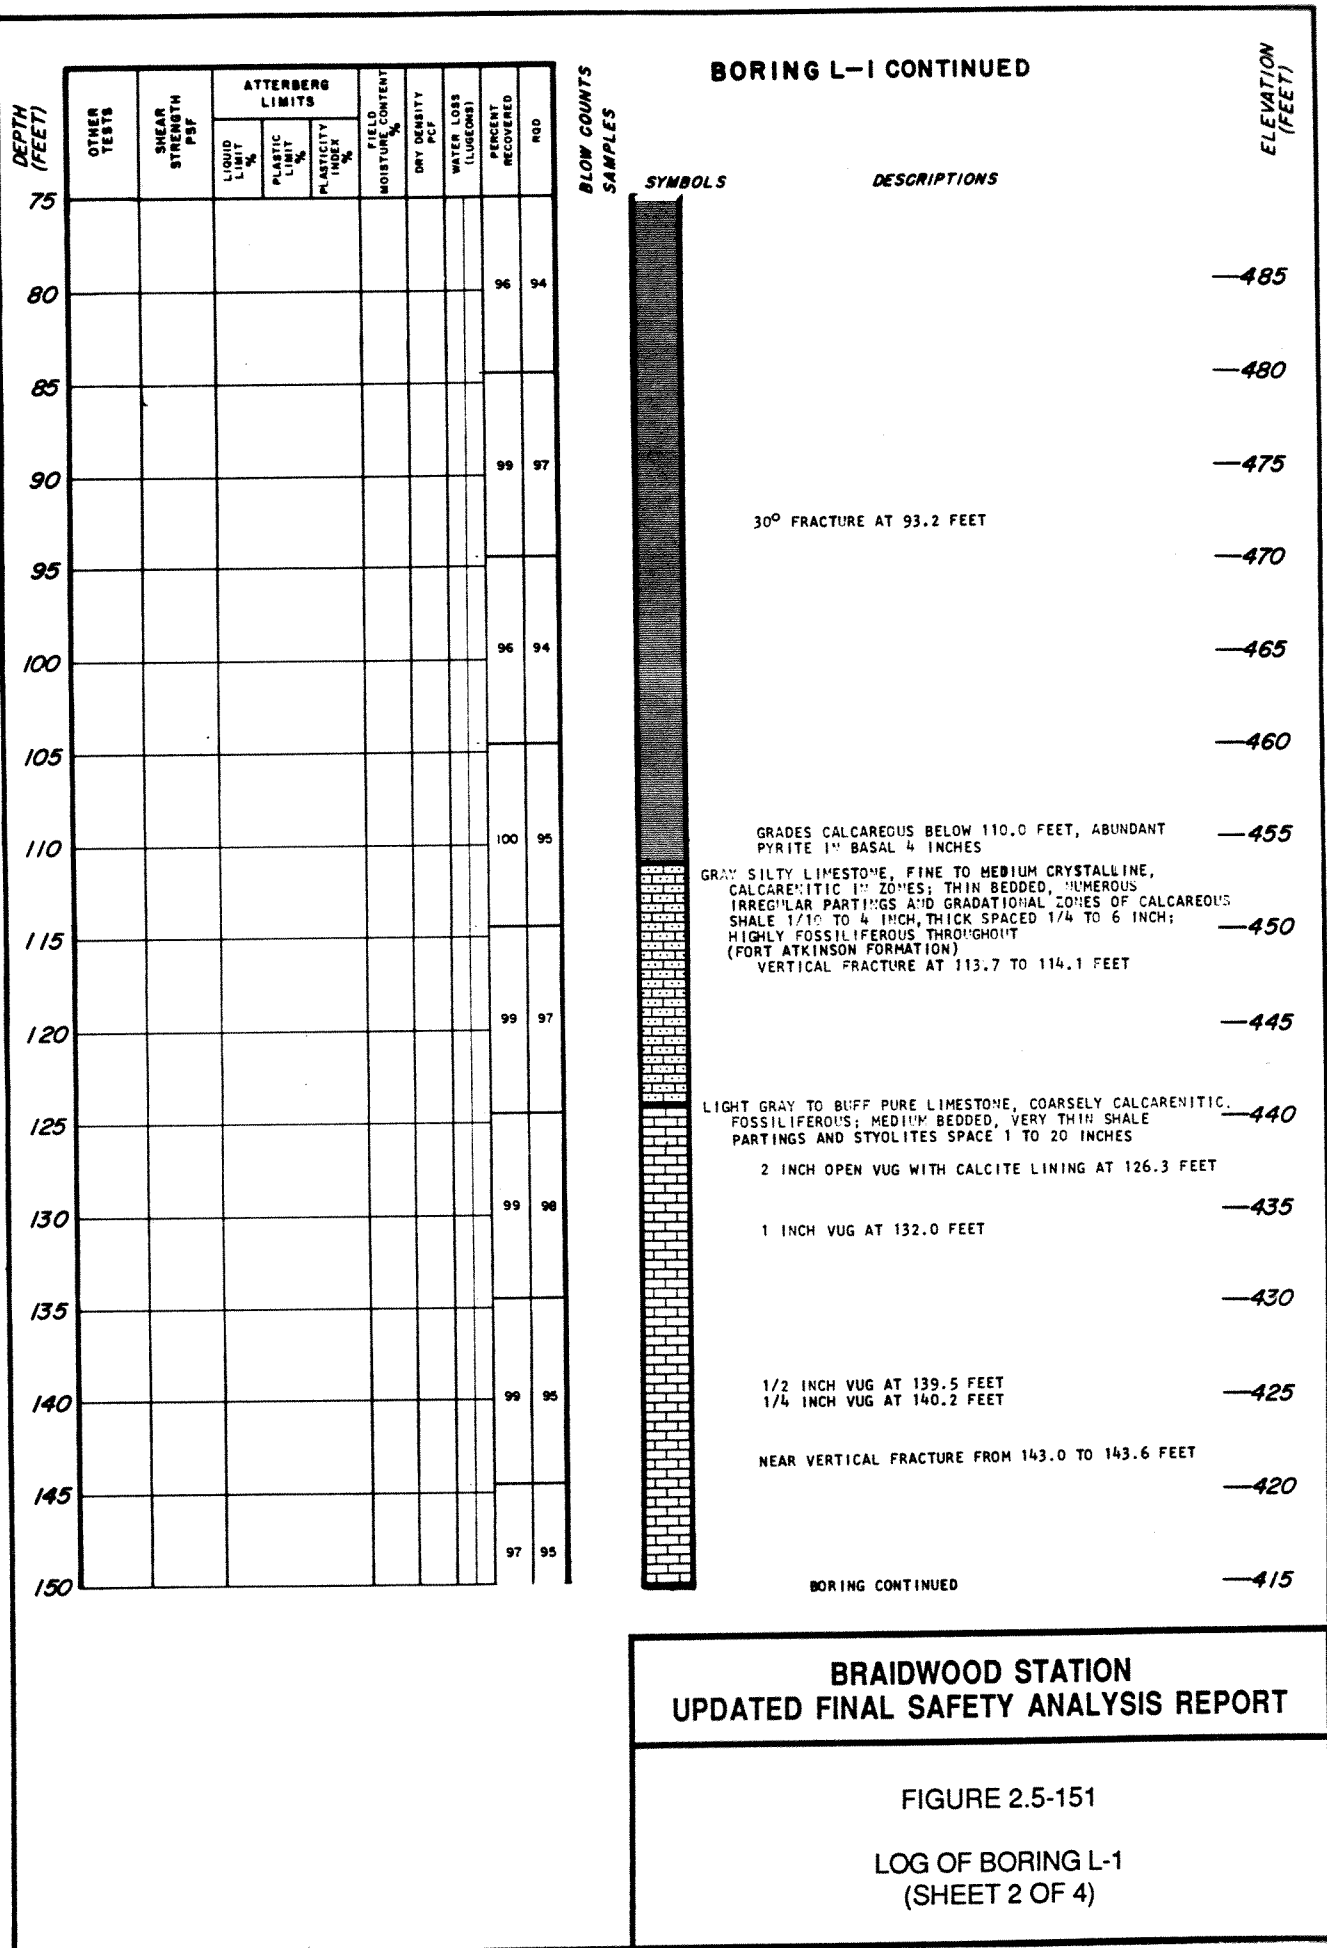 BORING L-1 CONTINUED
DEPTH (FEET)
OTHER TESTS
SHEAR STRENGTH PSF
ATTERBERG LIMITS
LIQUID LIMIT %
PLASTIC LIMIT %
PLASTICITY INDEX %
FIELD MOISTURE CONTENT %
DRY DENSITY PCF
WATER LOSS (LUGEONS)
PERCENT RECOVERED
RQD
BLOW COUNTS
SAMPLES
SYMBOLS
DESCRIPTIONS
ELEVATION (FEET)
75
96 94
485
80
480
85
99 97
475
90
30° FRACTURE AT 93.2 FEET
470
95
96 94
465
100
460
105
100 95
GRADES CALCAREOUS BELOW 110.0 FEET, ABUNDANT
PYRITE IN BASAL 4 INCHES
455
110
GRAY SILTY LIMESTONE, FINE TO MEDIUM CRYSTALLINE,
CALCARENITIC IN ZONES; THIN BEDDED, NUMEROUS
IRREGULAR PARTINGS AND GRADATIONAL ZONES OF CALCAREOUS
SHALE 1/10 TO 4 INCH, THICK SPACED 1/4 TO 6 INCH;
HIGHLY FOSSILIFEROUS THROUGHOUT
(FORT ATKINSON FORMATION)
450
115
VERTICAL FRACTURE AT 113.7 TO 114.1 FEET
99 97
445
120
LIGHT GRAY TO BUFF PURE LIMESTONE, COARSELY CALCARENITIC,
FOSSILIFEROUS; MEDIUM BEDDED, VERY THIN SHALE
PARTINGS AND STYOLITES SPACE 1 TO 20 INCHES
440
125
2 INCH OPEN VUG WITH CALCITE LINING AT 126.3 FEET
99 98
435
130
1 INCH VUG AT 132.0 FEET
430
135
1/2 INCH VUG AT 139.5 FEET
1/4 INCH VUG AT 140.2 FEET
99 95
425
140
NEAR VERTICAL FRACTURE FROM 143.0 TO 143.6 FEET
420
145
97 95
150
BORING CONTINUED
415
BRAIDWOOD STATION
UPDATED FINAL SAFETY ANALYSIS REPORT
FIGURE 2.5-151
LOG OF BORING L-1
(SHEET 2 OF 4)